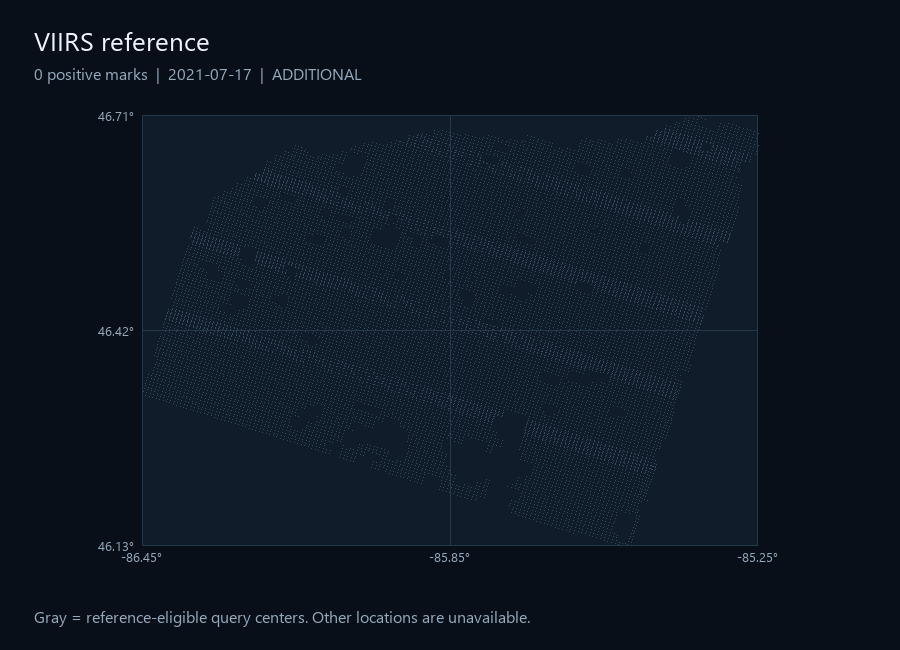 VIIRS reference
0 positive marks | 2021-07-17 | ADDITIONAL
46.71°
46.42°
46.13°
-86.45°
-85.85°
-85.25°
Gray = reference-eligible query centers. Other locations are unavailable.